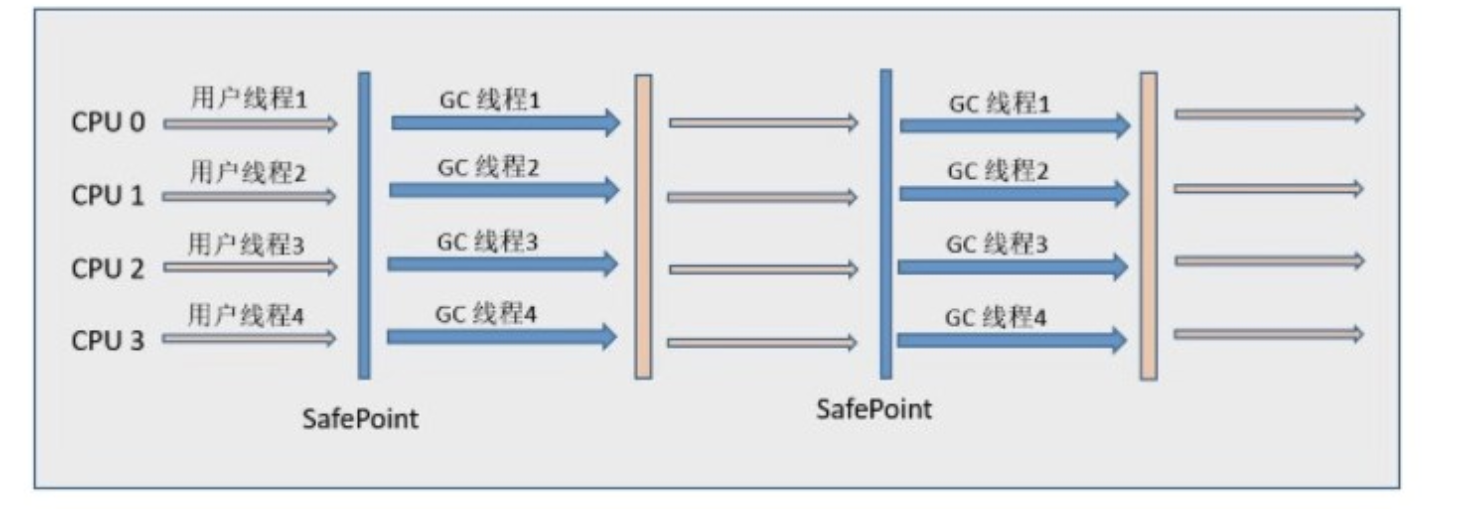 CPU 0 用户线程1 GC 线程1 GC 线程1
CPU 1 用户线程2 GC 线程2 GC 线程2
CPU 2 用户线程3 GC 线程3 GC 线程3
CPU 3 用户线程4 GC 线程4 GC 线程4
SafePoint SafePoint